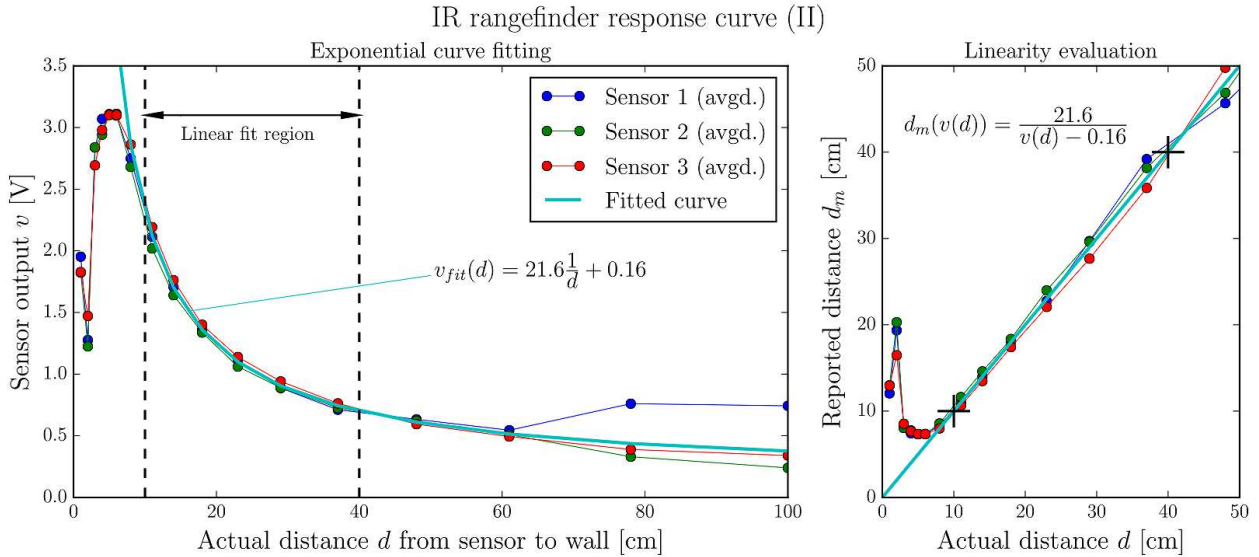 IR rangefinder response curve (II)
Exponential curve fitting
3.5
3.0
2.5
2.0
1.5
1.0
0.5
0.0
Sensor output v [V]
Linear fit region
Sensor 1 (avgd.)
Sensor 2 (avgd.)
Sensor 3 (avgd.)
Fitted curve
v_{fit}(d) = 21.6\frac{1}{d} + 0.16
0 20 40 60 80 100
Actual distance d from sensor to wall [cm]
Linearity evaluation
50
40
30
20
10
0
Reported distance d_m [cm]
d_m(v(d)) = \frac{21.6}{v(d) − 0.16}
0 10 20 30 40 50
Actual distance d [cm]